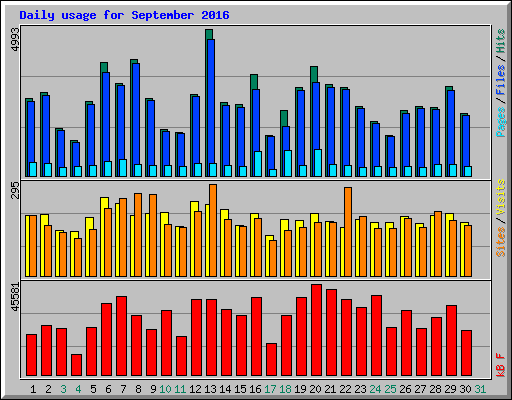 Daily usage for September 2016
4993
Pages / Files / Hits
295
Sites / Visits
45581
kB F
1 2 3 4 5 6 7 8 9 10 11 12 13 14 15 16 17 18 19 20 21 22 23 24 25 26 27 28 29 30 31